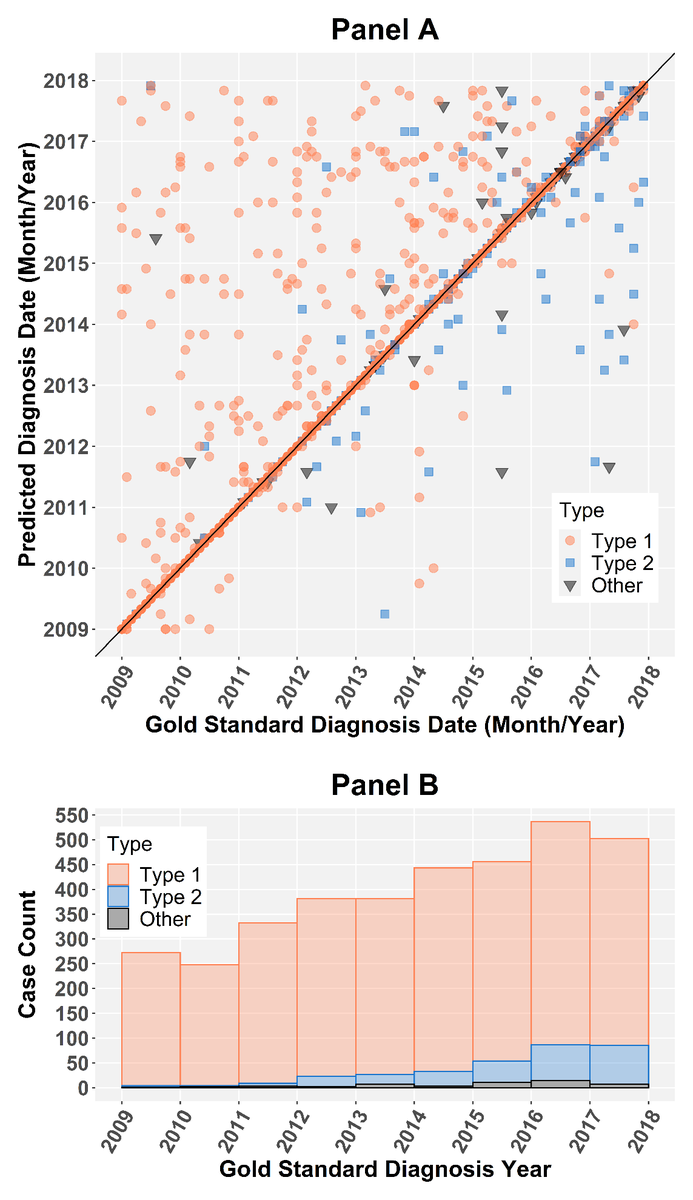 Panel A
Predicted Diagnosis Date (Month/Year)
2018
2017
2016
2015
2014
2013
2012
2011
2010
2009
Type
Type 1
Type 2
Other
2009 2010 2011 2012 2013 2014 2015 2016 2017 2018
Gold Standard Diagnosis Date (Month/Year)
Panel B
Case Count
550
500
450
400
350
300
250
200
150
100
50
0
Type
Type 1
Type 2
Other
2009 2010 2011 2012 2013 2014 2015 2016 2017 2018
Gold Standard Diagnosis Year